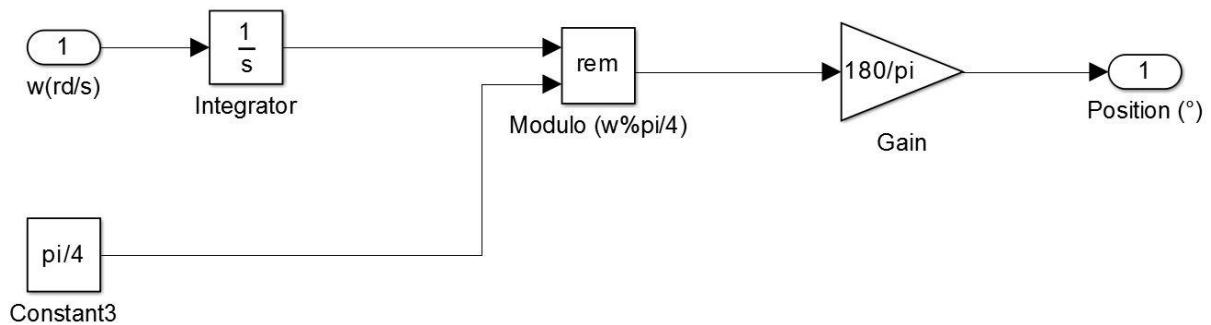 1
w(rd/s)
1
s
Integrator
rem
Modulo (w%pi/4)
180/pi
Gain
1
Position (°)
pi/4
Constant3